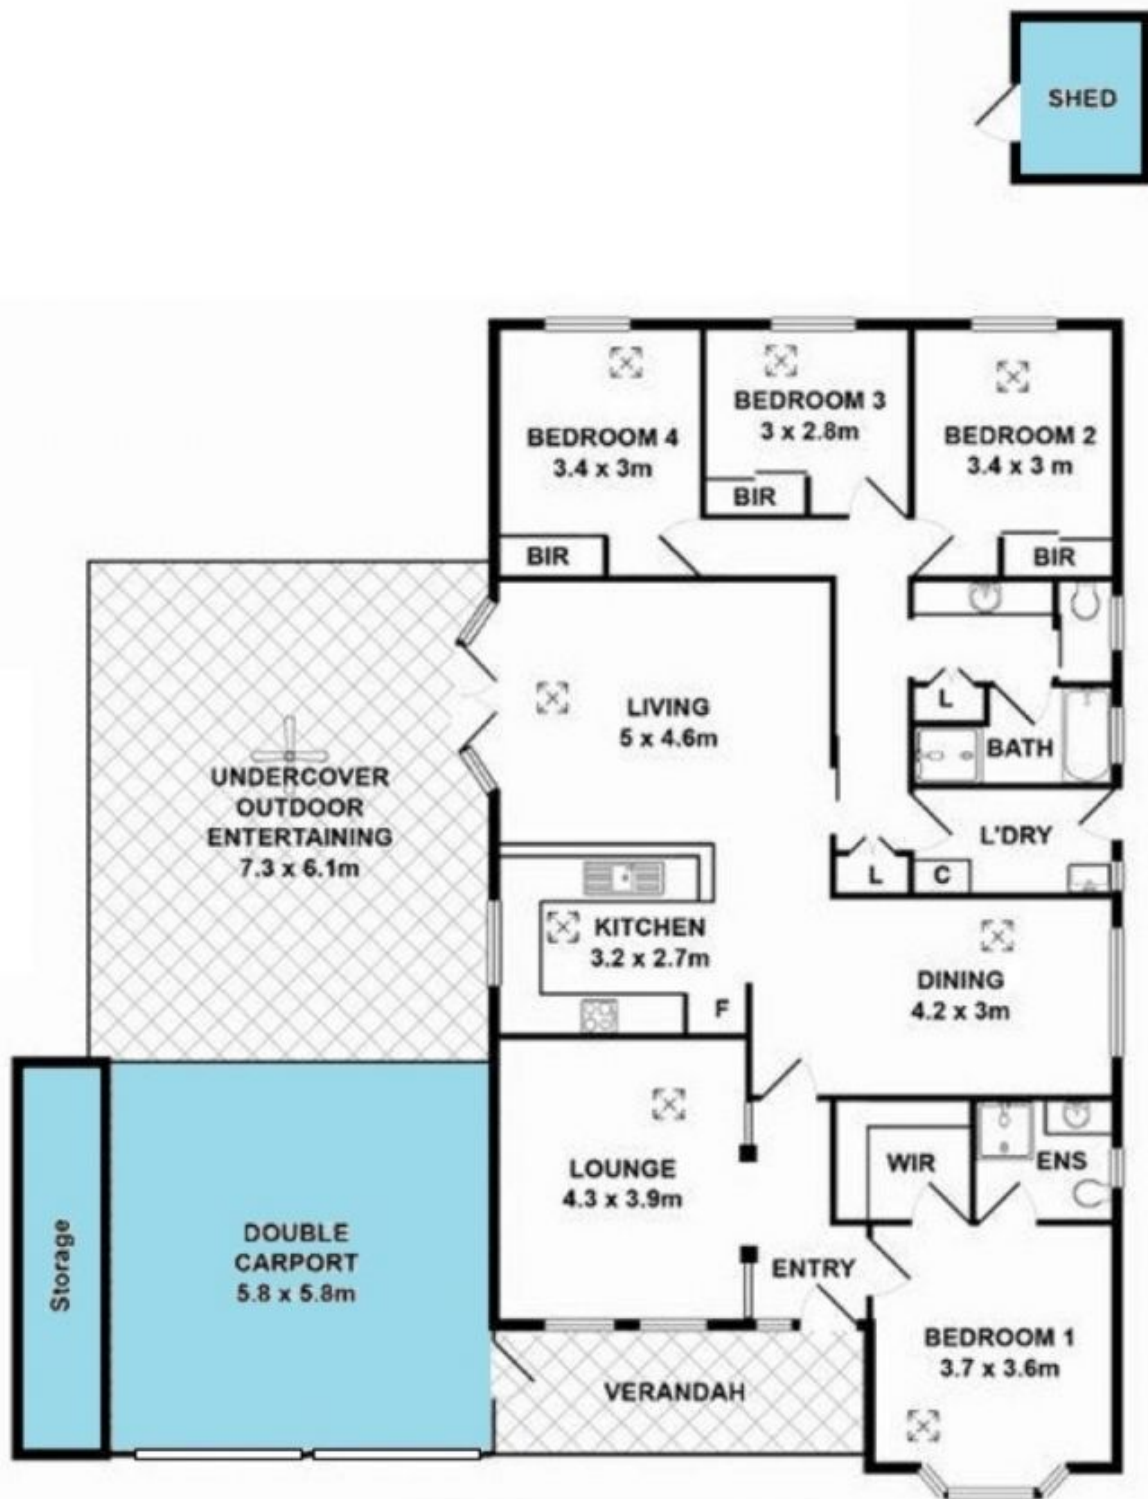 SHED
BEDROOM 4
3.4 x 3m
BEDROOM 3
3 x 2.8m
BEDROOM 2
3.4 x 3 m
BIR
BIR
BIR
LIVING
5 x 4.6m
L
BATH
UNDERCOVER
OUTDOOR
ENTERTAINING
7.3 x 6.1m
L'DRY
L
C
KITCHEN
3.2 x 2.7m
F
DINING
4.2 x 3m
LOUNGE
4.3 x 3.9m
WIR
ENS
Storage
DOUBLE
CARPORT
5.8 x 5.8m
ENTRY
BEDROOM 1
3.7 x 3.6m
VERANDAH